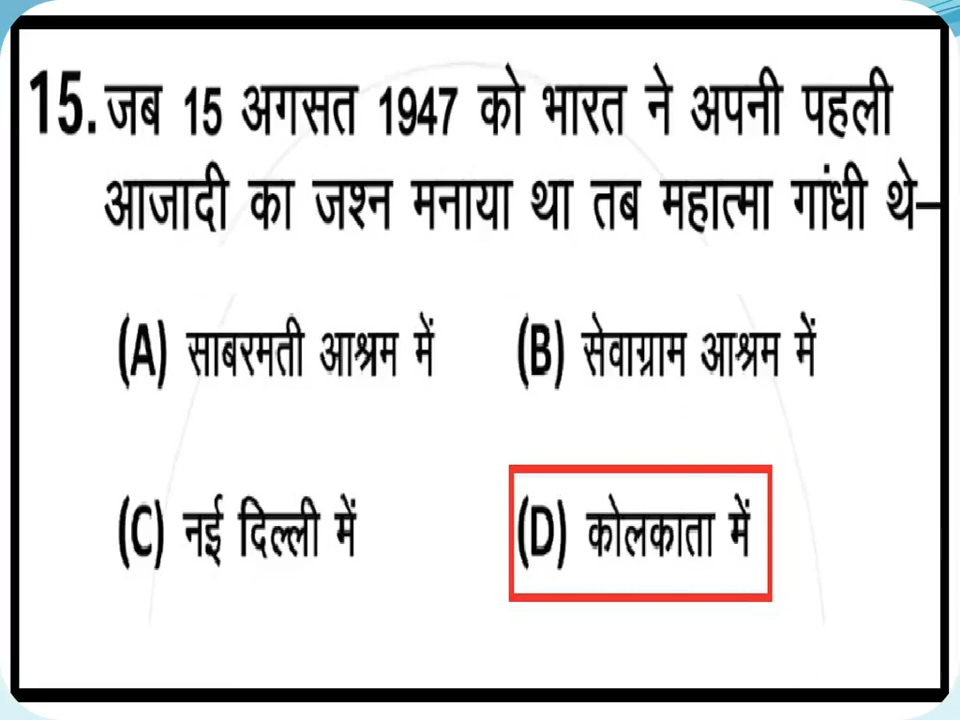 15. जब 15 अगसत 1947 को भारत ने अपनी पहली
आजादी का जश्न मनाया था तब महात्मा गांधी थे–
(A) साबरमती आश्रम में (B) सेवाग्राम आश्रम में
(C) नई दिल्ली में (D) कोलकाता में